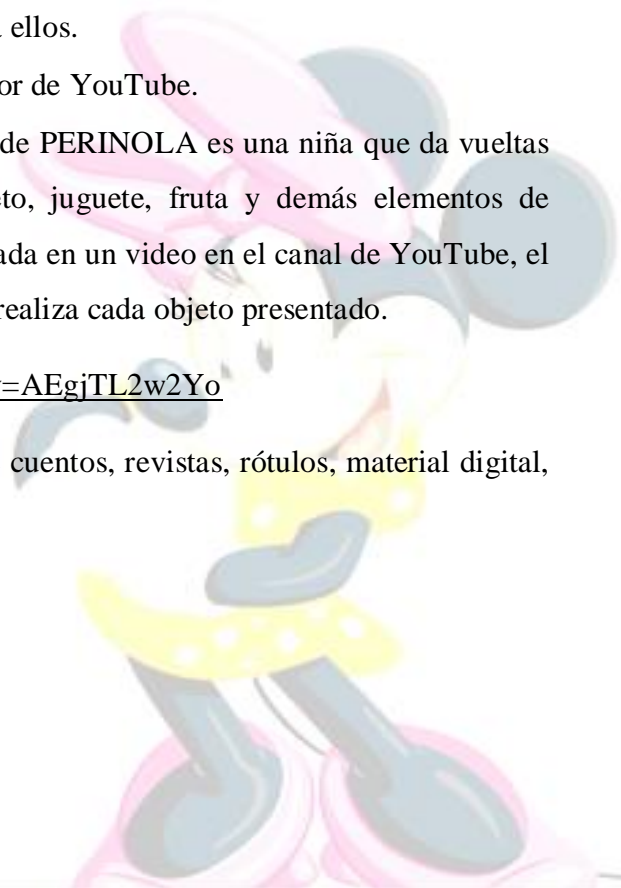 a ellos.
or de YouTube.
de PERINOLA es una niña que da vueltas
eto, juguete, fruta y demás elementos de
ada en un video en el canal de YouTube, el
realiza cada objeto presentado.
=AEgjTL2w2Yo
cuentos, revistas, rótulos, material digital,